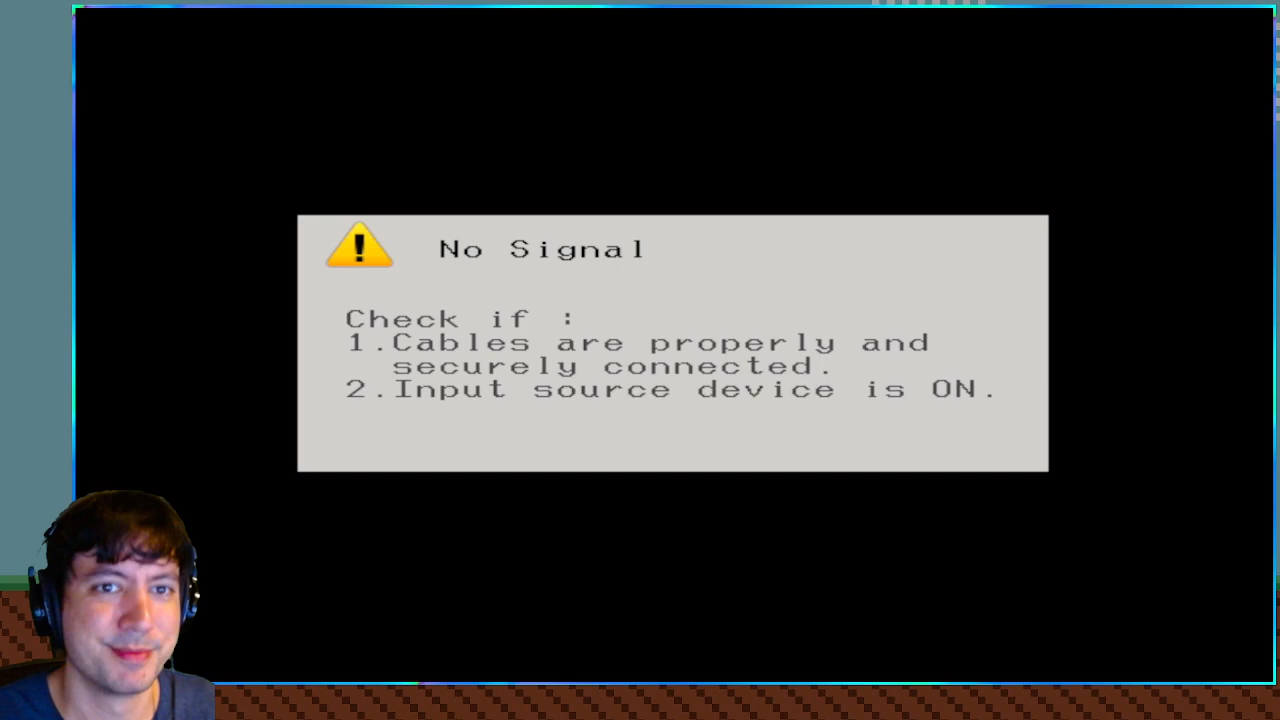 No Signal
Check if :
1.Cables are properly and
securely connected.
2.Input source device is ON.